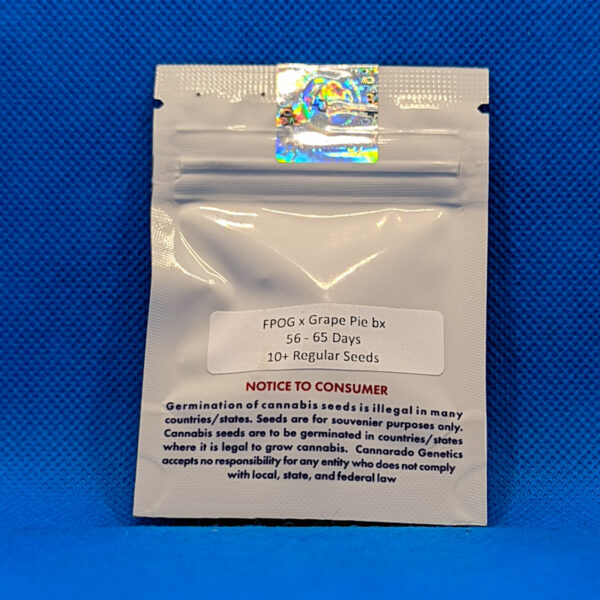 FPOG x Grape Pie bx
56 - 65 Days
10+ Regular Seeds
NOTICE TO CONSUMER
Germination of cannabis seeds is illegal in many
countries/states. Seeds are for souvenier purposes only.
Cannabis seeds are to be germinated in countries/states
where it is legal to grow cannabis. Cannarado Genetics
accepts no responsibility for any entity who does not comply
with local, state, and federal law